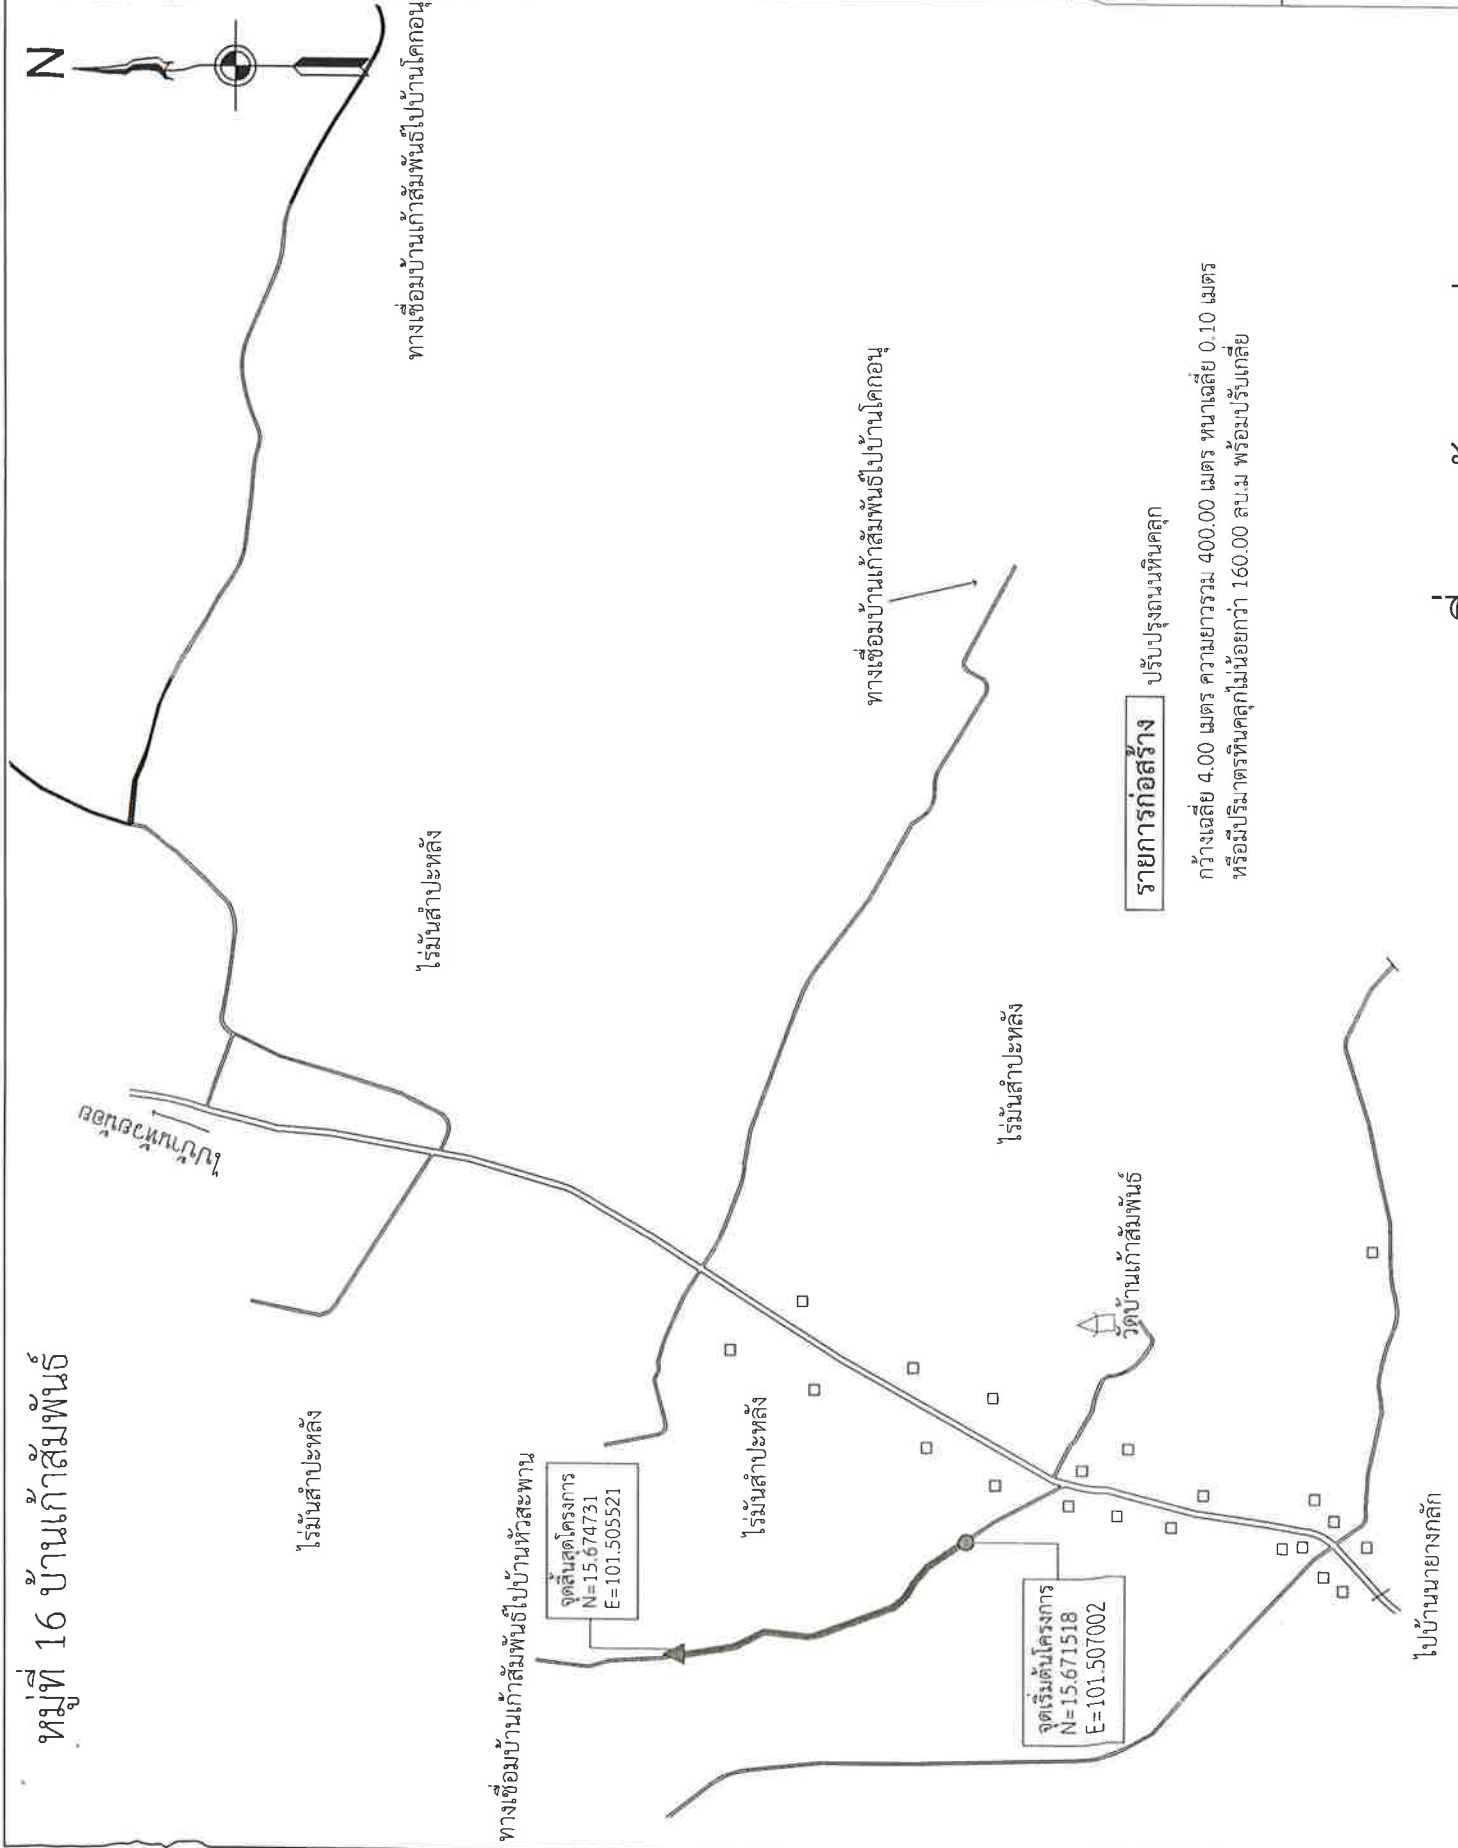 หมู่ที่ 16 บ้านเก้าสัมพันธ์
N
ทางเชื่อมบ้านเก้าสัมพันธ์ไปบ้านโคกอนุ
ไปบ้านห้วยน้อย
ไร่มันสำปะหลัง
ไร่มันสำปะหลัง
ทางเชื่อมบ้านเก้าสัมพันธ์ไปบ้านหัวสะพาน
จุดสิ้นสุดโครงการ
N=15.674731
E=101.505521
ไร่มันสำปะหลัง
ทางเชื่อมบ้านเก้าสัมพันธ์ไปบ้านโคกอนุ
ไร่มันสำปะหลัง
จุดเริ่มต้นโครงการ
N=15.671518
E=101.507002
วัดบ้านเก้าสัมพันธ์
รายการก่อสร้าง
ปรับปรุงถนนหินคลุก
กว้างเฉลี่ย 4.00 เมตร ความยาวรวม 400.00 เมตร หนาเฉลี่ย 0.10 เมตร
หรือมีปริมาตรหินคลุกไม่น้อยกว่า 160.00 ลบ.ม พร้อมปรับเกลี่ย
ไปบ้านนายางกลัก